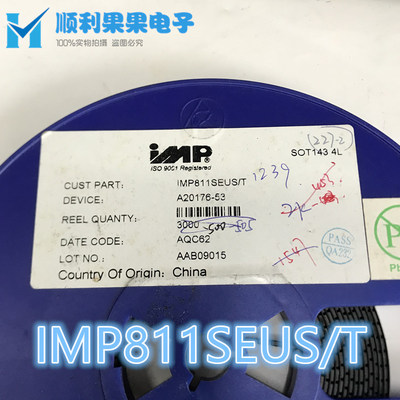 顺利果果电子
100%实物拍摄 盗图必究
imp
ISO 9001 Registered
SOT143 4L
(227-2)
CUST PART: IMP811SEUS/T
1239
DEVICE: A20176-53
REEL QUANTY: 3000
DATE CODE: AQC62
LOT NO.: AAB09015
Country Of Origin: China
PASS
P
IMP811SEUS/T